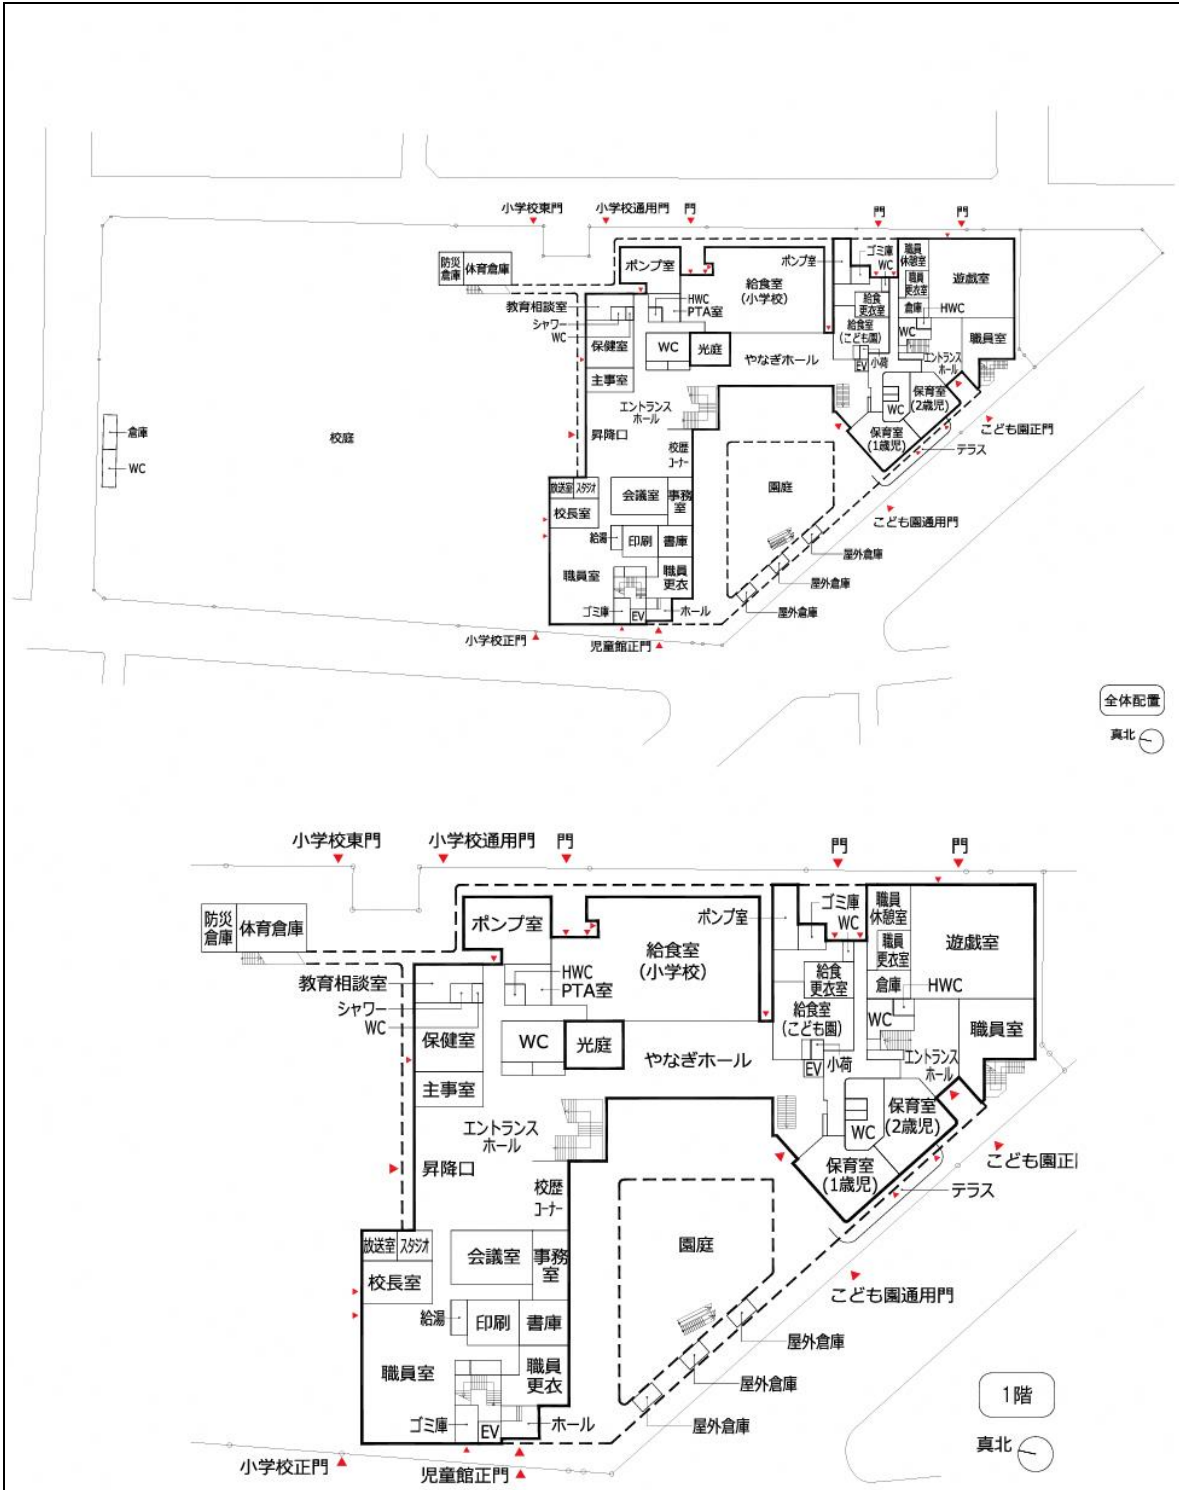 小学校東門
小学校通用門
門
門
門
防災
倉庫
体育倉庫
ポンプ室
ポンプ室
ゴミ庫
WC
職員
休憩室
遊戯室
給食室
(小学校)
教育相談室
HWC
PTA室
シャワー
WC
給食
更衣室
職員
更衣室
倉庫
HWC
保健室
WC
光庭
やなぎホール
給食室
(こども園)
WC
職員室
EV
小荷
エントランス
ホール
主事室
保育室
(2歳児)
WC
エントランス
ホール
昇降口
校歴
コーナー
保育室
(1歳児)
こども園正門
テラス
倉庫
校庭
WC
放送室
スタジオ
会議室
事務
室
園庭
校長室
こども園通用門
給湯
印刷
書庫
屋外倉庫
職員室
職員
更衣
屋外倉庫
ゴミ庫
EV
ホール
屋外倉庫
小学校正門
児童館正門
全体配置
真北
小学校東門
小学校通用門
門
門
門
防災
倉庫
体育倉庫
ポンプ室
ポンプ室
ゴミ庫
WC
職員
休憩室
遊戯室
給食室
(小学校)
職員
更衣室
教育相談室
HWC
PTA室
給食
更衣室
倉庫
HWC
シャワー
WC
給食室
(こども園)
WC
職員室
保健室
WC
光庭
やなぎホール
小荷
EV
エントランス
ホール
主事室
エントランス
ホール
保育室
(2歳児)
WC
昇降口
校歴
コーナー
保育室
(1歳児)
こども園正
テラス
放送室
スタジオ
会議室
事務
室
園庭
校長室
こども園通用門
給湯
印刷
書庫
屋外倉庫
職員室
職員
更衣
屋外倉庫
ゴミ庫
EV
ホール
屋外倉庫
小学校正門
児童館正門
1階
真北